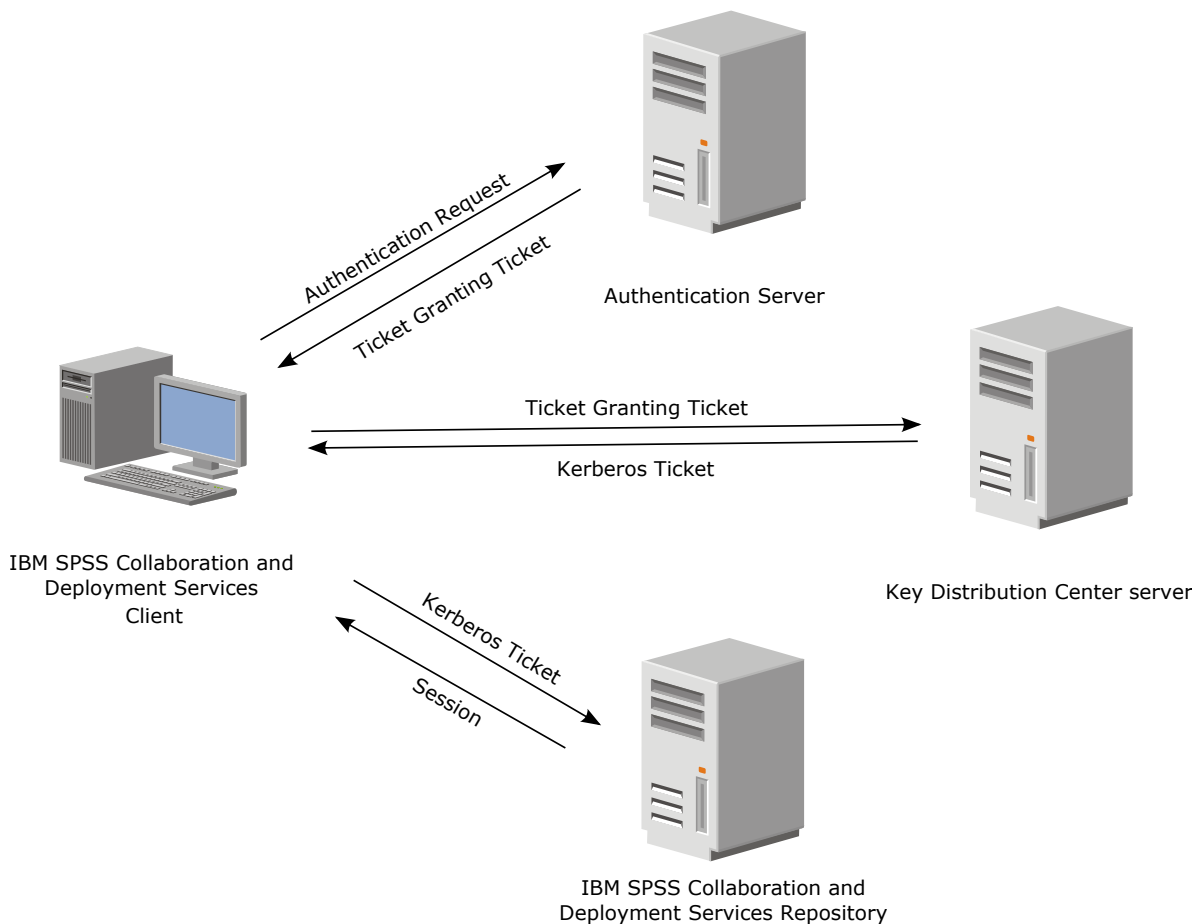 Authentication Request
Ticket Granting Ticket
Authentication Server
Ticket Granting Ticket
Kerberos Ticket
IBM SPSS Collaboration and
Deployment Services
Client
Key Distribution Center server
Kerberos Ticket
Session
IBM SPSS Collaboration and
Deployment Services Repository